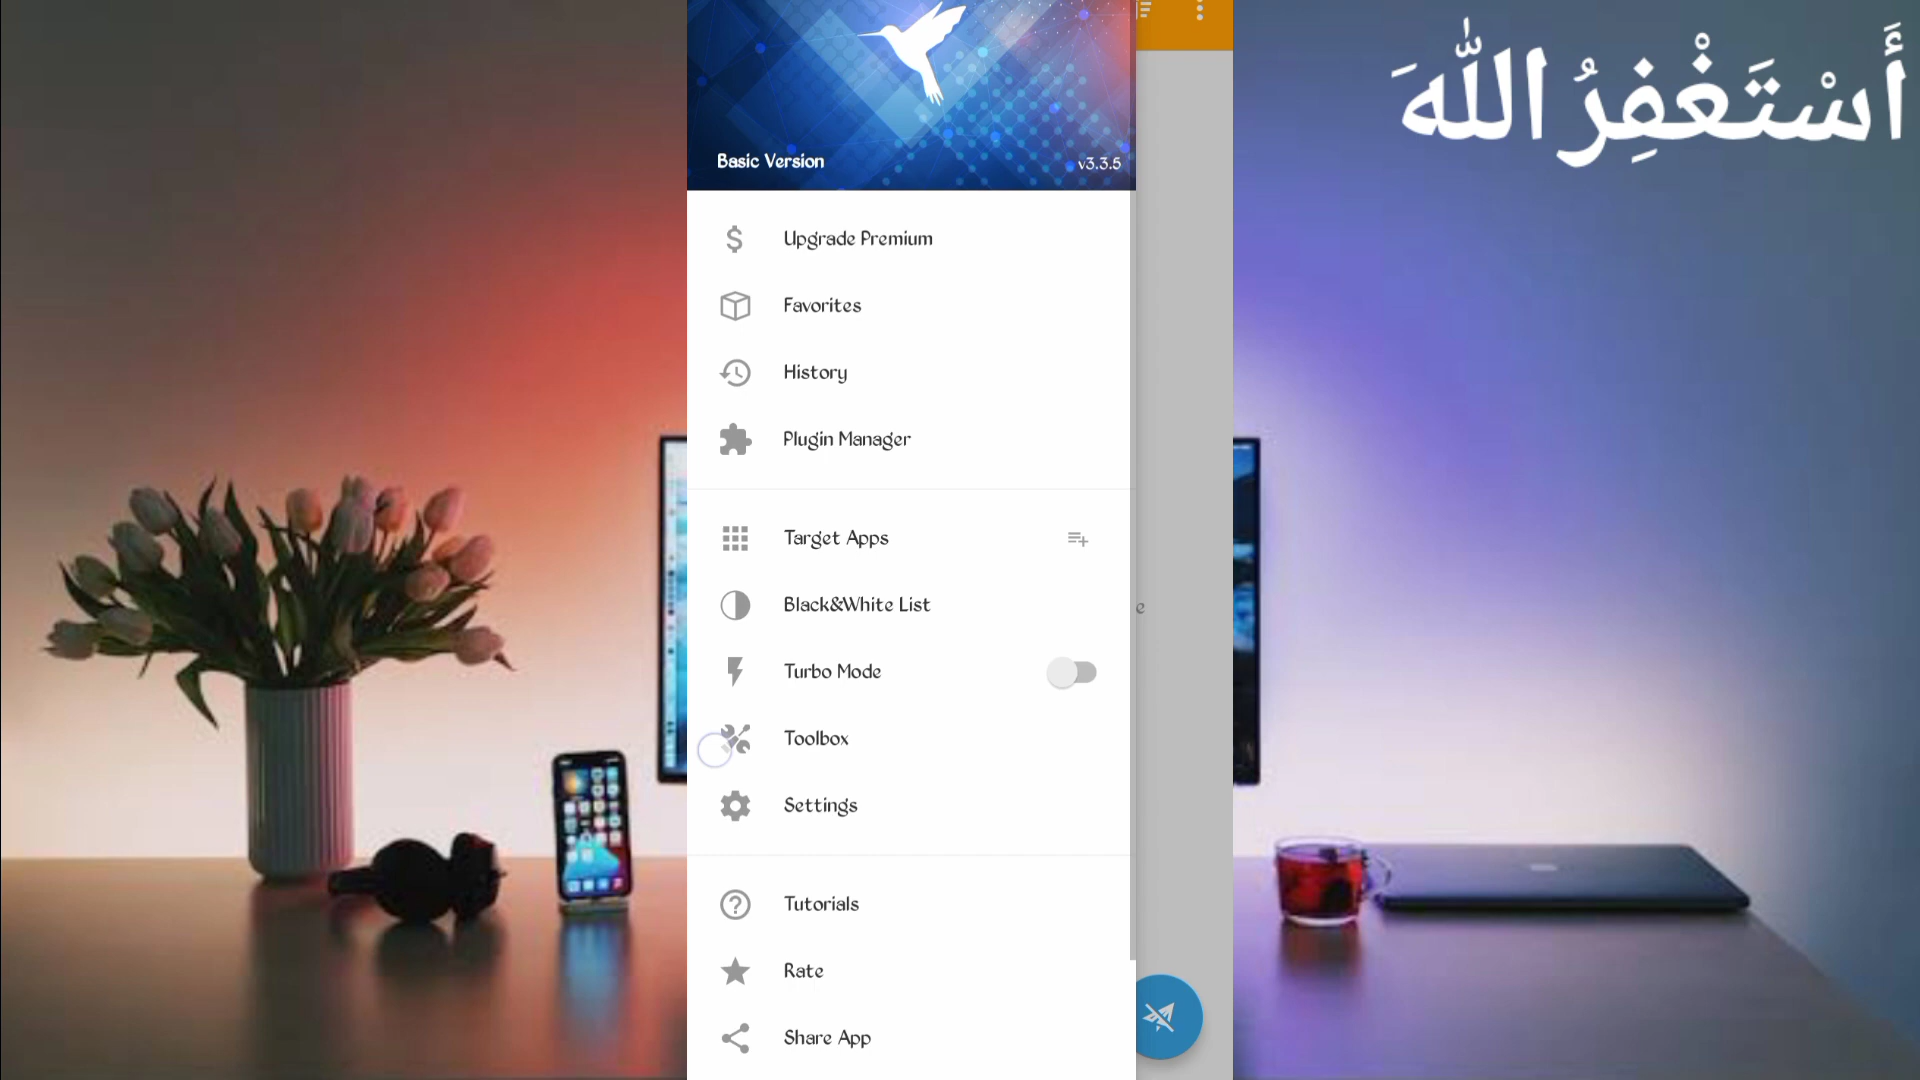 أَسْتَغْفِرُ اللّٰهَ
Basic Version
v3.3.5
Upgrade Premium
Favorites
History
Plugin Manager
Target Apps
Black&White List
Turbo Mode
Toolbox
Settings
Tutorials
Rate
Share App
e